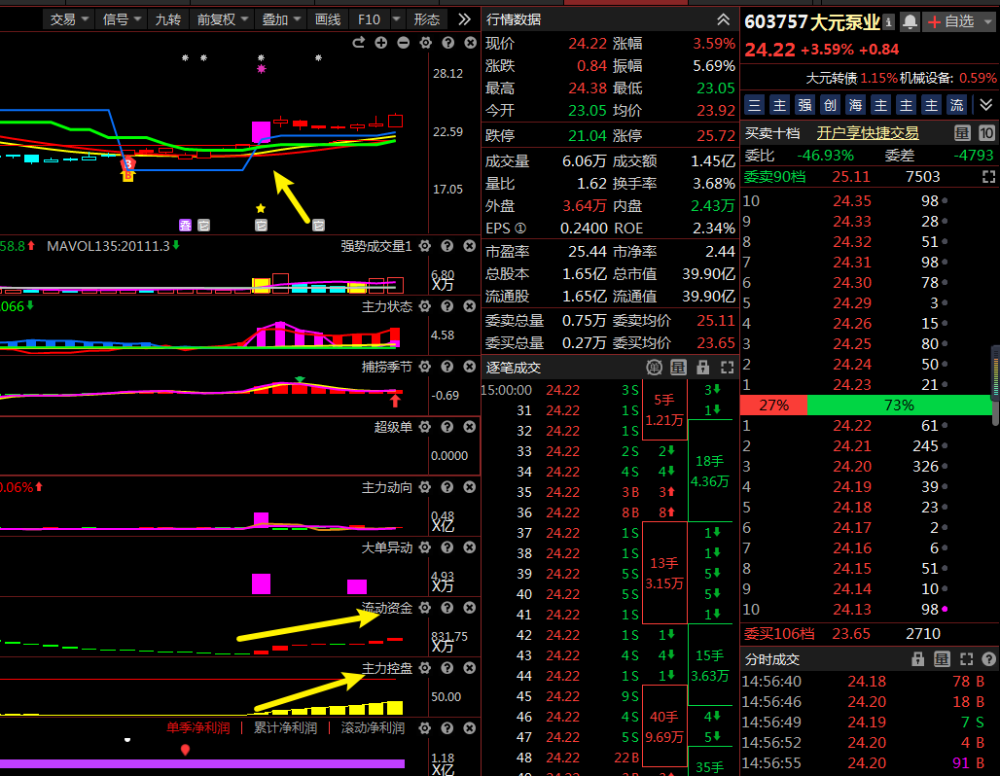 交易 信号 九转 前复权 叠加 画线 F10 形态
28.12
22.59
17.05
3
B
58.8 MAVOL135:20111.3 强势成交量1
6.80
X万
.066 主力状态
4.58
捕捞季节
-0.69
超级单
0.0000
0.06% 主力动向
0.48
X亿
大单异动
4.93
X万
流动资金
831.75
X万
主力控盘
50.00
单季净利润 累计净利润 滚动净利润
1.18
X亿
行情数据
现价 24.22 涨幅 3.59%
涨跌 0.84 振幅 5.69%
最高 24.38 最低 23.05
今开 23.05 均价 23.92
跌停 21.04 涨停 25.72
成交量 6.06万 成交额 1.45亿
量比 1.62 换手率 3.68%
外盘 3.64万 内盘 2.43万
EPS ① 0.2400 ROE 2.34%
市盈率 25.44 市净率 2.44
总股本 1.65亿 总市值 39.90亿
流通股 1.65亿 流通值 39.90亿
委卖总量 0.75万 委卖均价 25.11
委买总量 0.27万 委买均价 23.65
逐笔成交
15:00:00 24.22 3 S
31 24.22 1 S
32 24.22 1 S
33 24.22 2 S
34 24.22 4 S
35 24.22 3 B
36 24.22 8 B
37 24.22 1 S
38 24.22 1 S
39 24.22 5 S
40 24.22 5 S
41 24.22 1 S
42 24.22 1 S
43 24.22 4 S
44 24.22 1 S
45 24.22 9 S
46 24.22 4 S
47 24.22 5 S
48 24.22 22 B
5手
1.21万
13手
3.15万
40手
9.69万
3
1
2
4
3
8
1
1
5
5
1
1
4
1
4
5
18手
4.36万
15手
3.63万
35手
603757大元泵业 自选
24.22 +3.59% +0.84
大元转债 1.15% 机械设备: 0.59%
三 主 强 创 海 主 主 主 流
买卖十档 开户享快捷交易 10
委比 -46.93% 委差 -4793
委卖90档 25.11 7503
10 24.35 98
9 24.33 28
8 24.32 51
7 24.31 98
6 24.30 78
5 24.29 3
4 24.26 15
3 24.25 80
2 24.24 50
1 24.23 21
27% 73%
1 24.22 61
2 24.21 245
3 24.20 326
4 24.19 39
5 24.18 23
6 24.17 2
7 24.16 6
8 24.15 51
9 24.14 10
10 24.13 98
委买106档 23.65 2710
分时成交
14:56:40 24.18 78 B
14:56:46 24.20 18 B
14:56:49 24.19 7 S
14:56:52 24.20 4 B
14:56:55 24.20 91 B